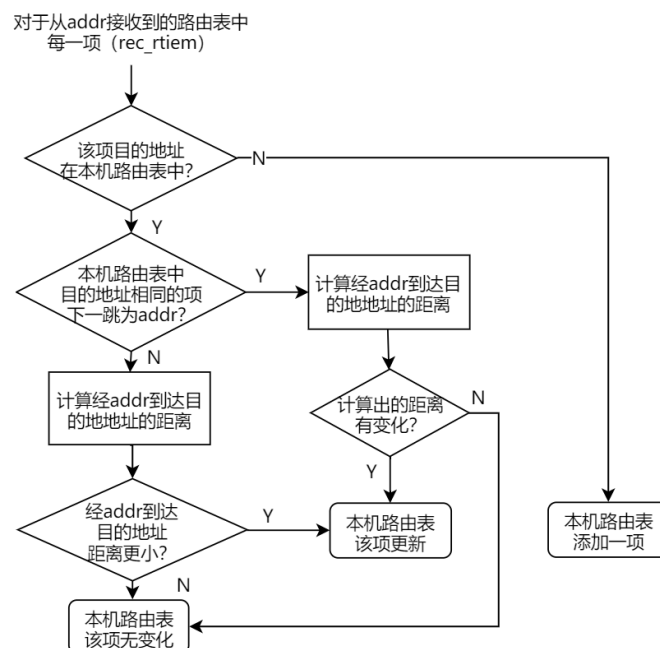 对于从addr接收到的路由表中
每一项（rec_rtiem）
该项目的地址
在本机路由表中？
N
Y
本机路由表中
目的地址相同的项
下一跳为addr？
Y
计算经addr到达目
的地地址的距离
N
计算经addr到达目
的地地址的距离
计算出的距离
有变化？
N
Y
经addr到达
目的地址
距离更小？
Y
本机路由表
该项更新
本机路由表
添加一项
N
本机路由表
该项无变化